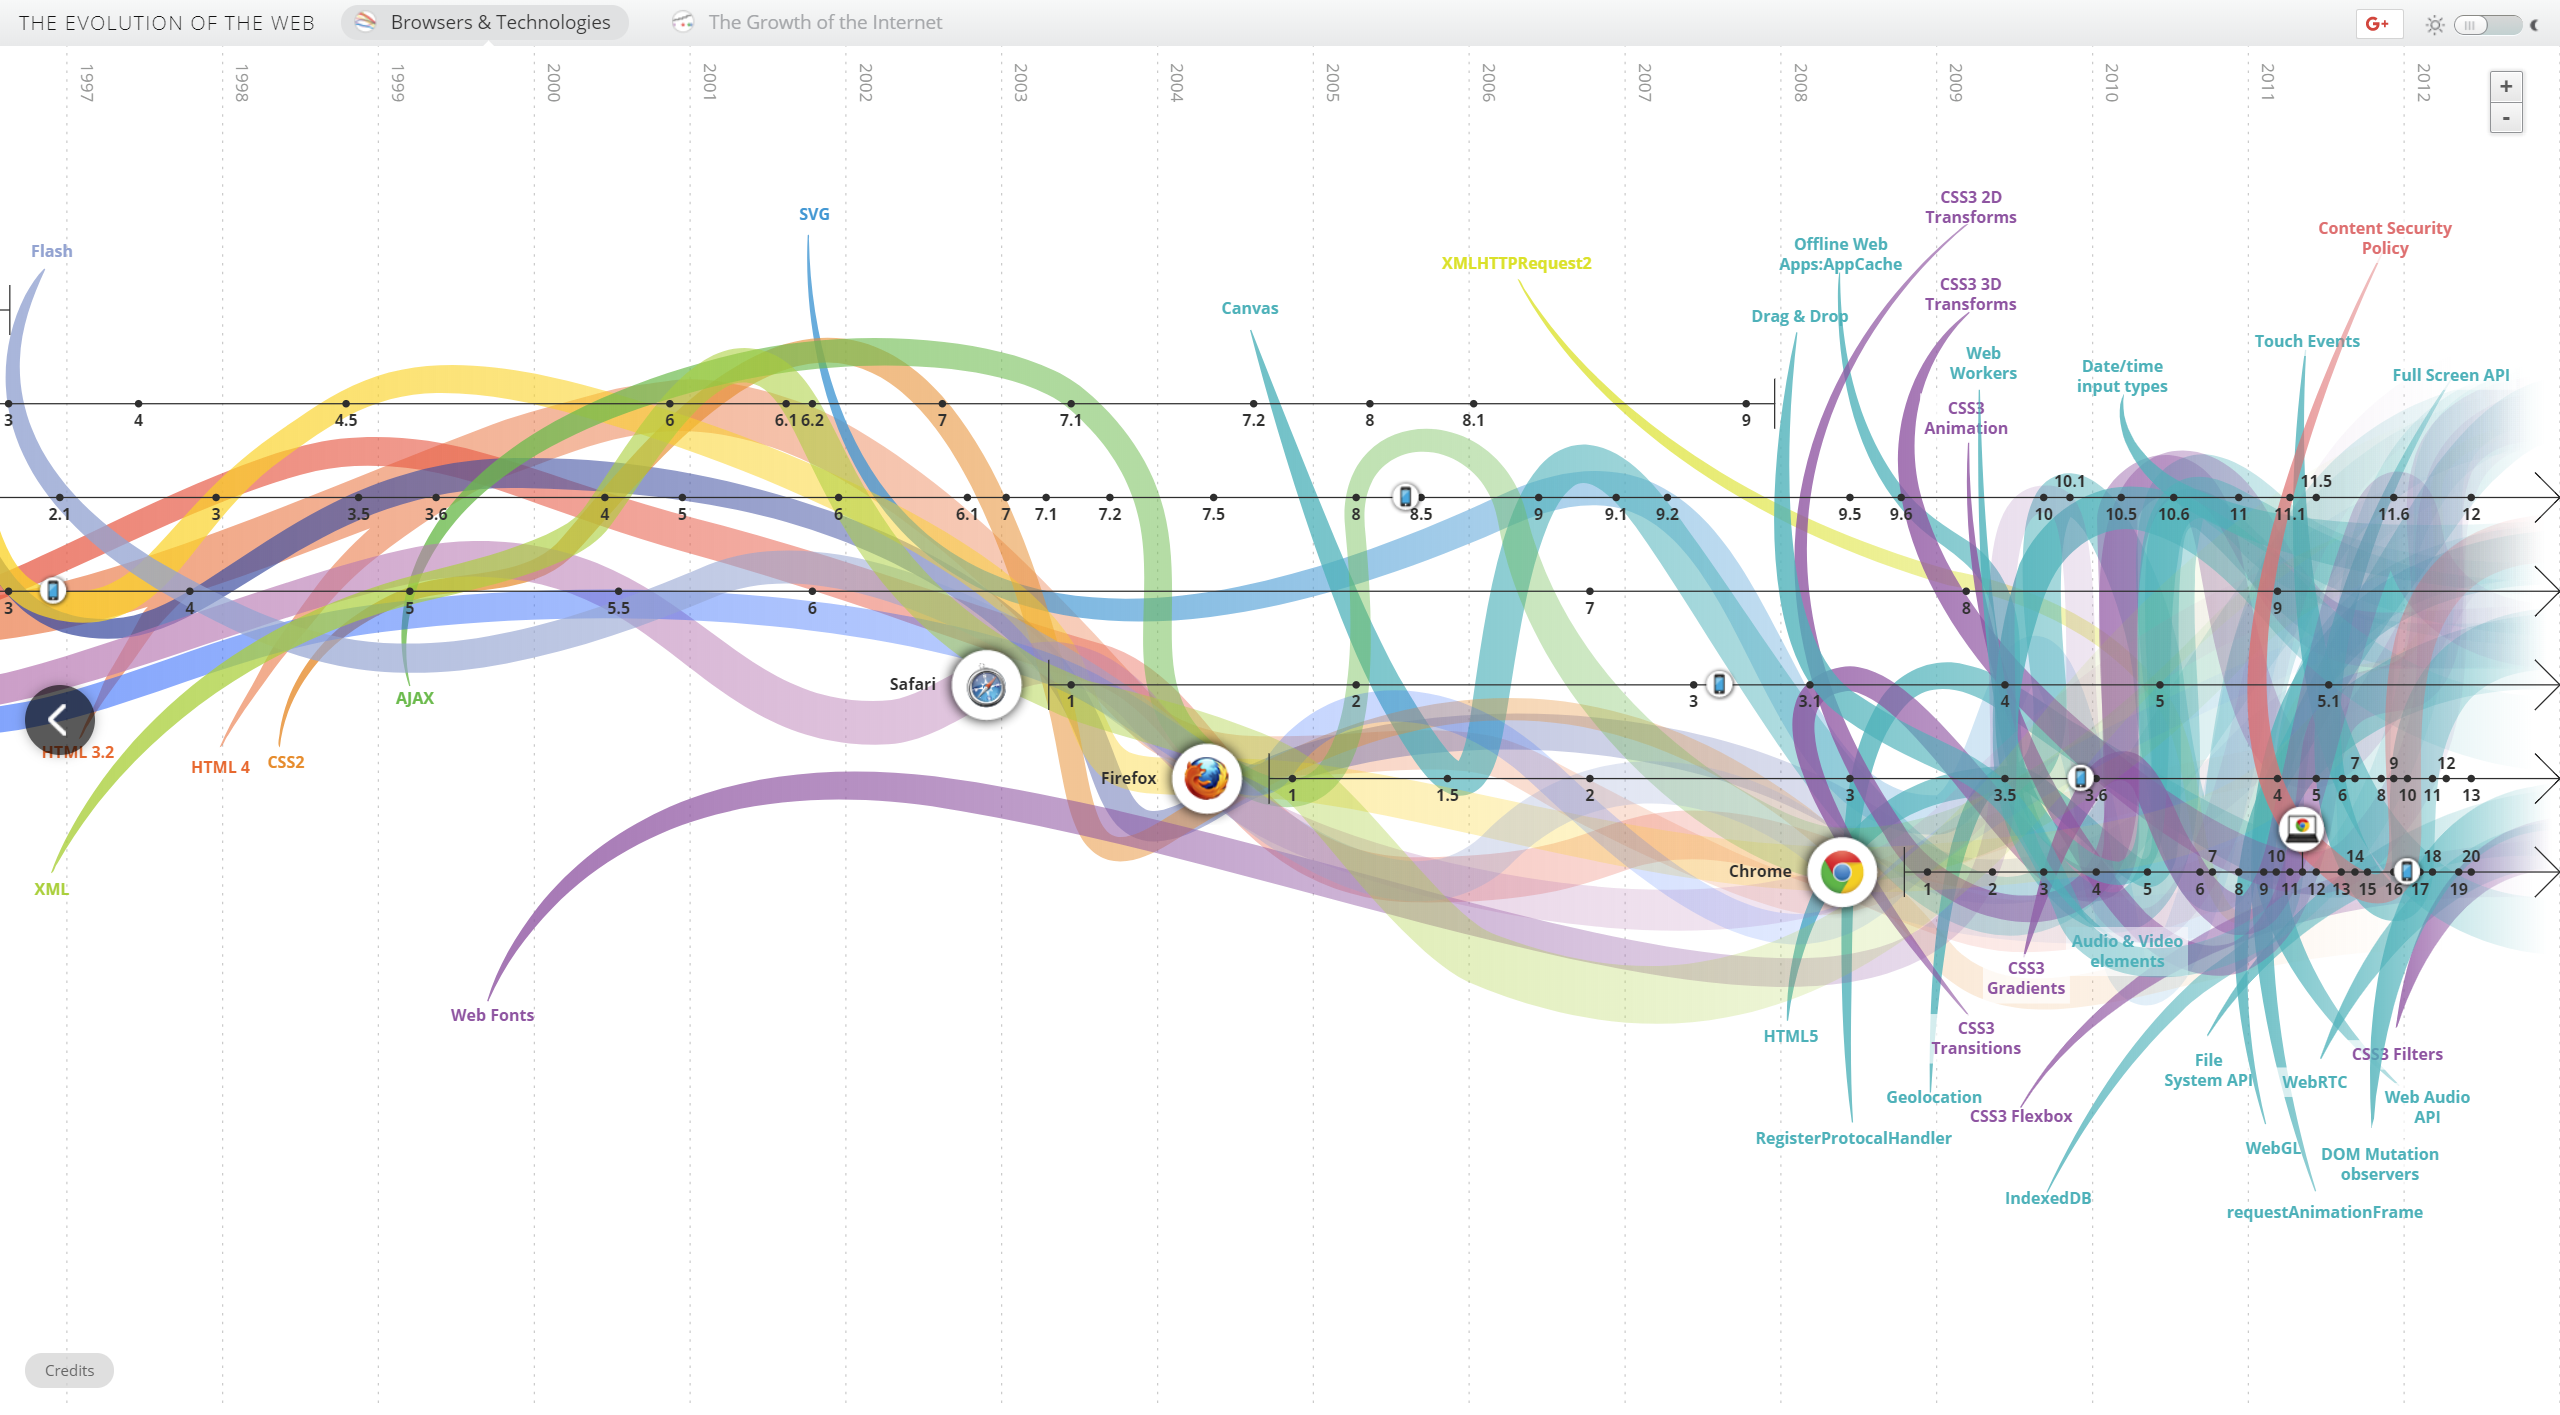 THE EVOLUTION OF THE WEB
Browsers & Technologies
The Growth of the Internet
G+
1997
1998
1999
2000
2001
2002
2003
2004
2005
2006
2007
2008
2009
2010
2011
2012
+
-
CSS3 2D
Transforms
SVG
Content Security
Policy
Offline Web
Apps:AppCache
Flash
XMLHTTPRequest2
CSS3 3D
Transforms
Canvas
Drag & Drop
Touch Events
Web
Workers
Date/time
input types
Full Screen API
CSS3
Animation
3 4 4.5 6 6.1 6.2 7 7.1 7.2 8 8.1 9
10.1 11.5
2.1 3 3.5 3.6 4 5 6 6.1 7 7.1 7.2 7.5 8 8.5 9 9.1 9.2 9.5 9.6 10 10.5 10.6 11 11.1 11.6 12
3 4 5 5.5 6 7 8 9
Safari
1 2 3 3.1 4 5 5.1
AJAX
HTML 3.2
HTML 4
CSS2
Firefox
7 9 12
1 1.5 2 3 3.5 3.6 4 5 6 8 10 11 13
Chrome
7 10 14 18 20
1 2 3 4 5 6 8 9 11 12 13 15 16 17 19
XML
Audio & Video
elements
CSS3
Gradients
Web Fonts
HTML5
CSS3
Transitions
CSS3 Filters
File
System API
WebRTC
Geolocation
Web Audio
API
CSS3 Flexbox
RegisterProtocalHandler
WebGL
DOM Mutation
observers
IndexedDB
requestAnimationFrame
Credits